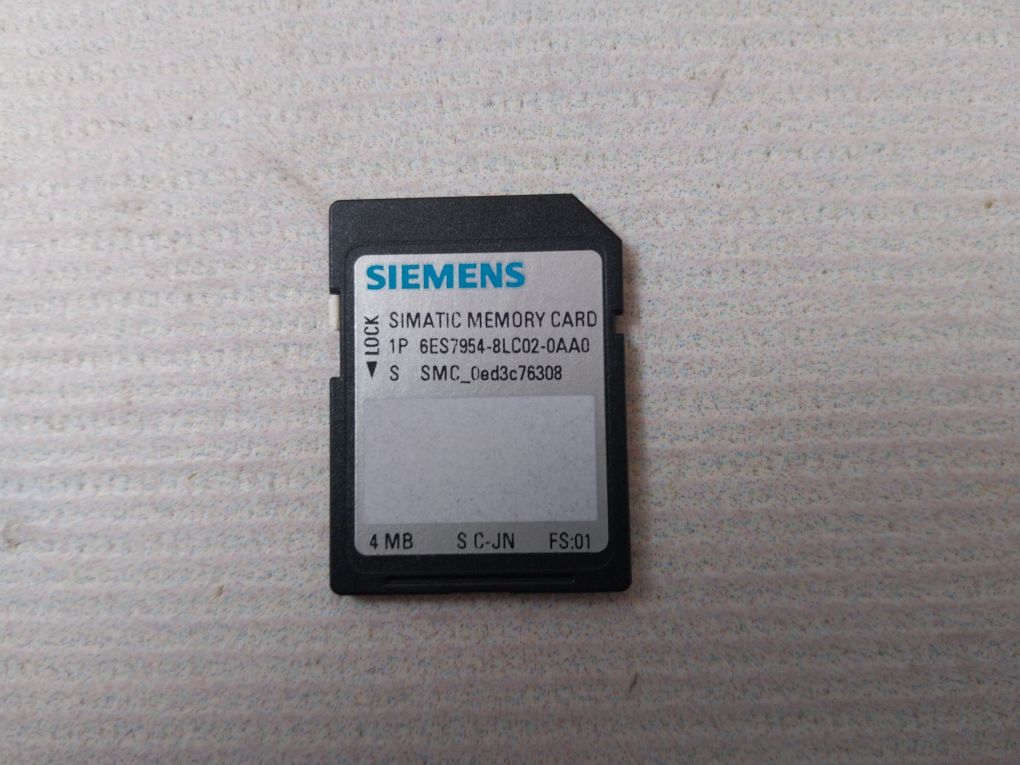 SIEMENS
◄LOCK
SIMATIC MEMORY CARD
1P 6ES7954-8LC02-0AA0
S SMC_0ed3c76308
4 MB S C-JN FS:01